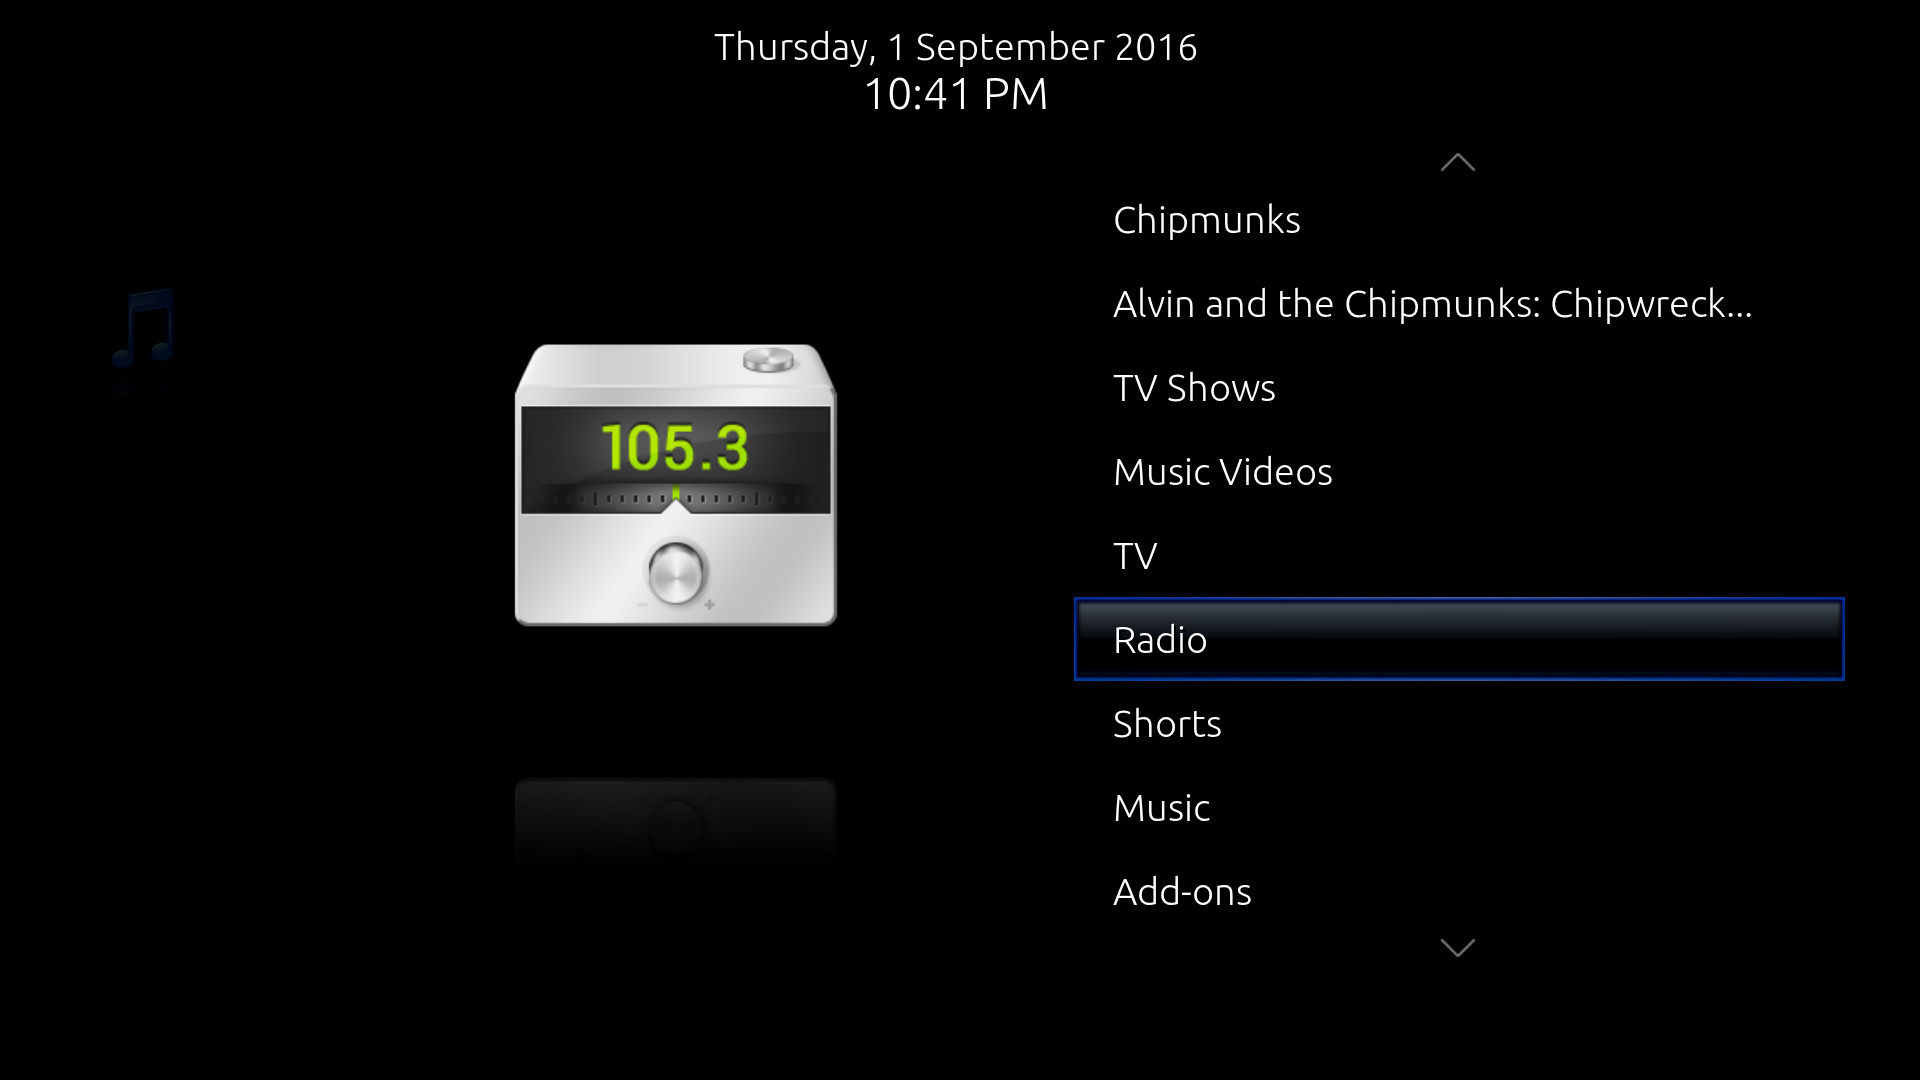 Thursday, 1 September 2016
10:41 PM
Chipmunks
Alvin and the Chipmunks: Chipwreck...
TV Shows
Music Videos
TV
105.3
Radio
Shorts
Music
Add-ons